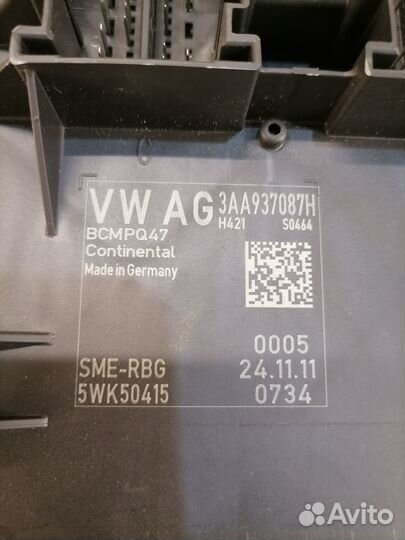 VW AG 3AA937087H
BCMPQ47 H421 S0464
Continental
Made in Germany
0005
SME-RBG 24.11.11
5WK50415 0734
Avito